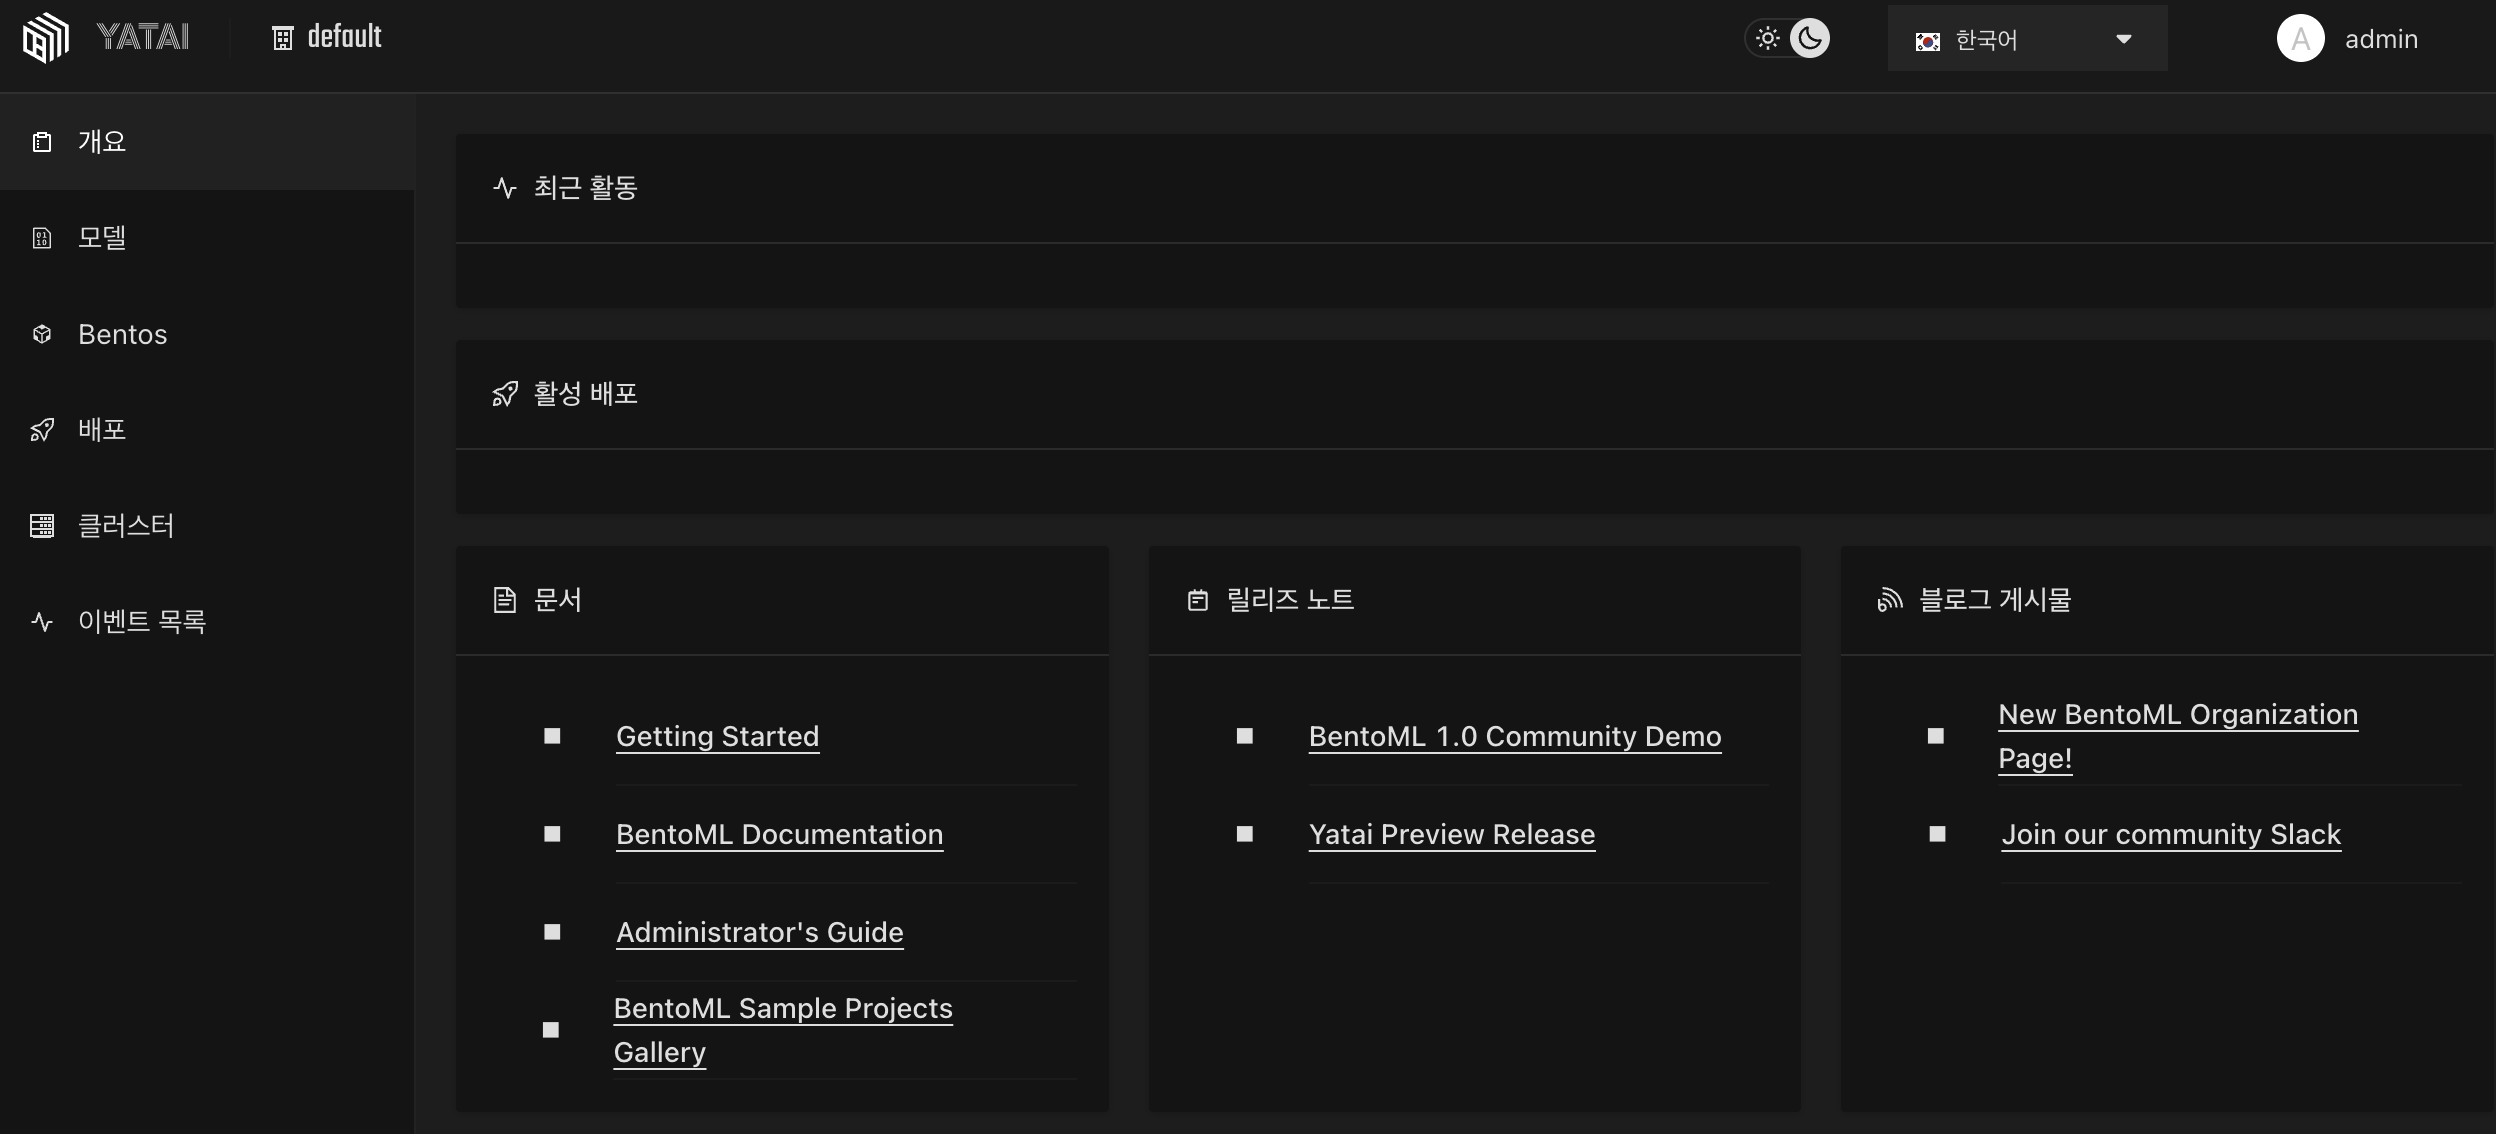 YATAI
default
한국어
A
admin
개요
모델
Bentos
배포
클러스터
이벤트 목록
최근 활동
활성 배포
문서
Getting Started
BentoML Documentation
Administrator's Guide
BentoML Sample Projects
Gallery
릴리즈 노트
BentoML 1.0 Community Demo
Yatai Preview Release
블로그 게시물
New BentoML Organization
Page!
Join our community Slack